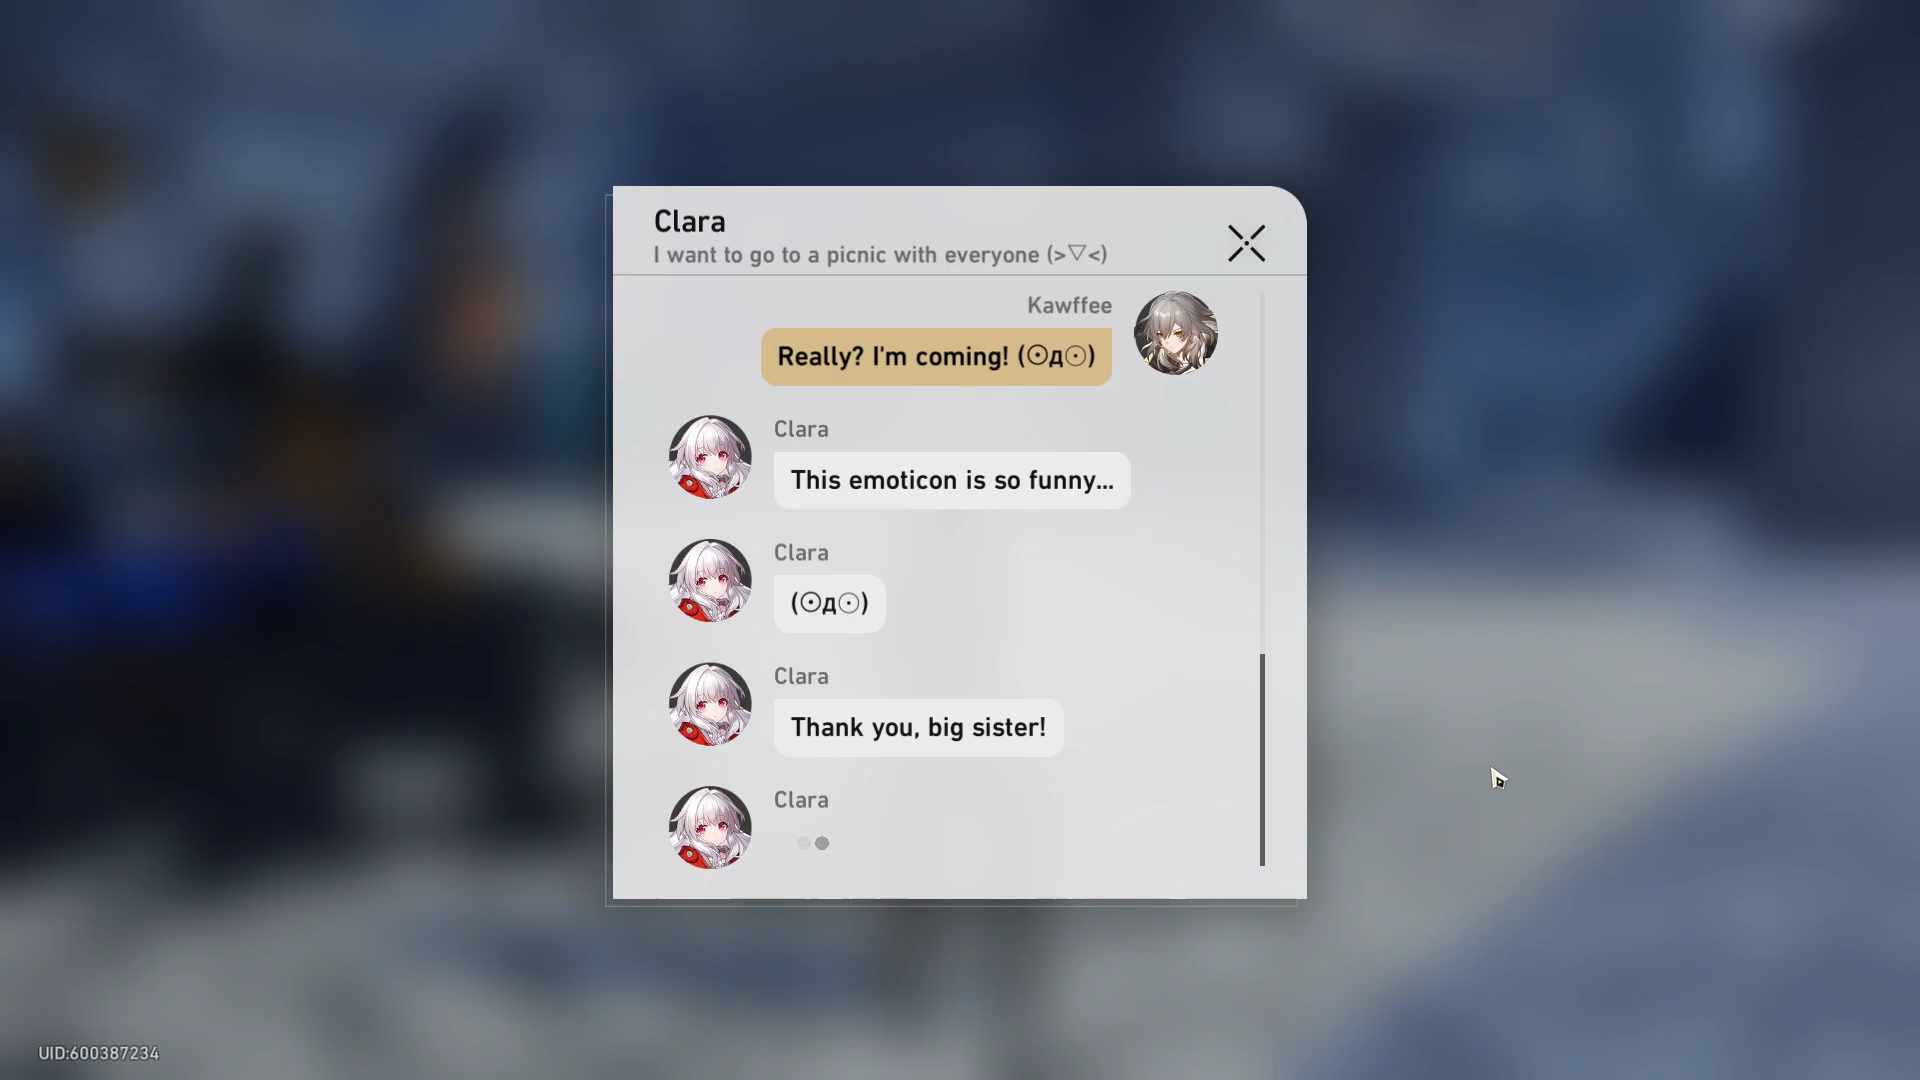 Clara
I want to go to a picnic with everyone (>▽<)
Kawffee
Really? I'm coming! (⊙д☉)
Clara
This emoticon is so funny...
Clara
(⊙д☉)
Clara
Thank you, big sister!
Clara
UID:600387234